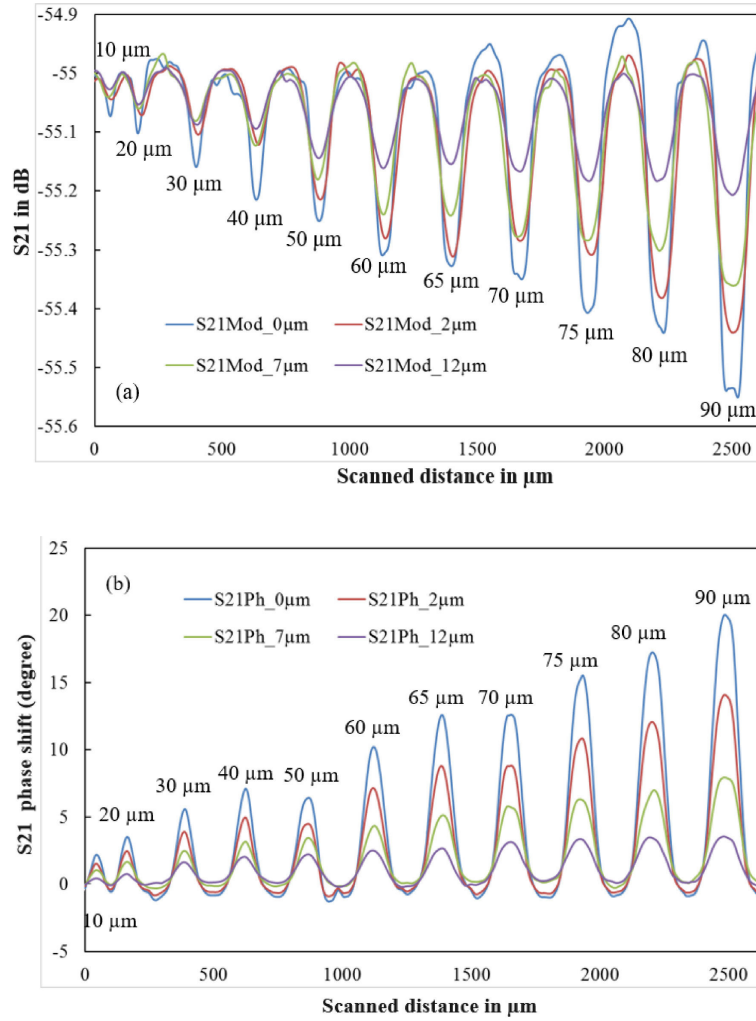 -54.9
10 µm
-55
-55.1
20 µm
30 µm
-55.2
40 µm
50 µm
S21 in dB
-55.3
60 µm
65 µm
70 µm
75 µm
-55.4
S21Mod_0µm
S21Mod_2µm
80 µm
S21Mod_7µm
S21Mod_12µm
-55.5
(a)
90 µm
-55.6
0 500 1000 1500 2000 2500
Scanned distance in µm
25
(b)
S21Ph_0µm
S21Ph_2µm
90 µm
20
S21Ph_7µm
S21Ph_12µm
80 µm
75 µm
15
65 µm
70 µm
60 µm
10
40 µm
30 µm
50 µm
S21 phase shift (degree)
5
20 µm
0
10 µm
-5
0 500 1000 1500 2000 2500
Scanned distance in µm